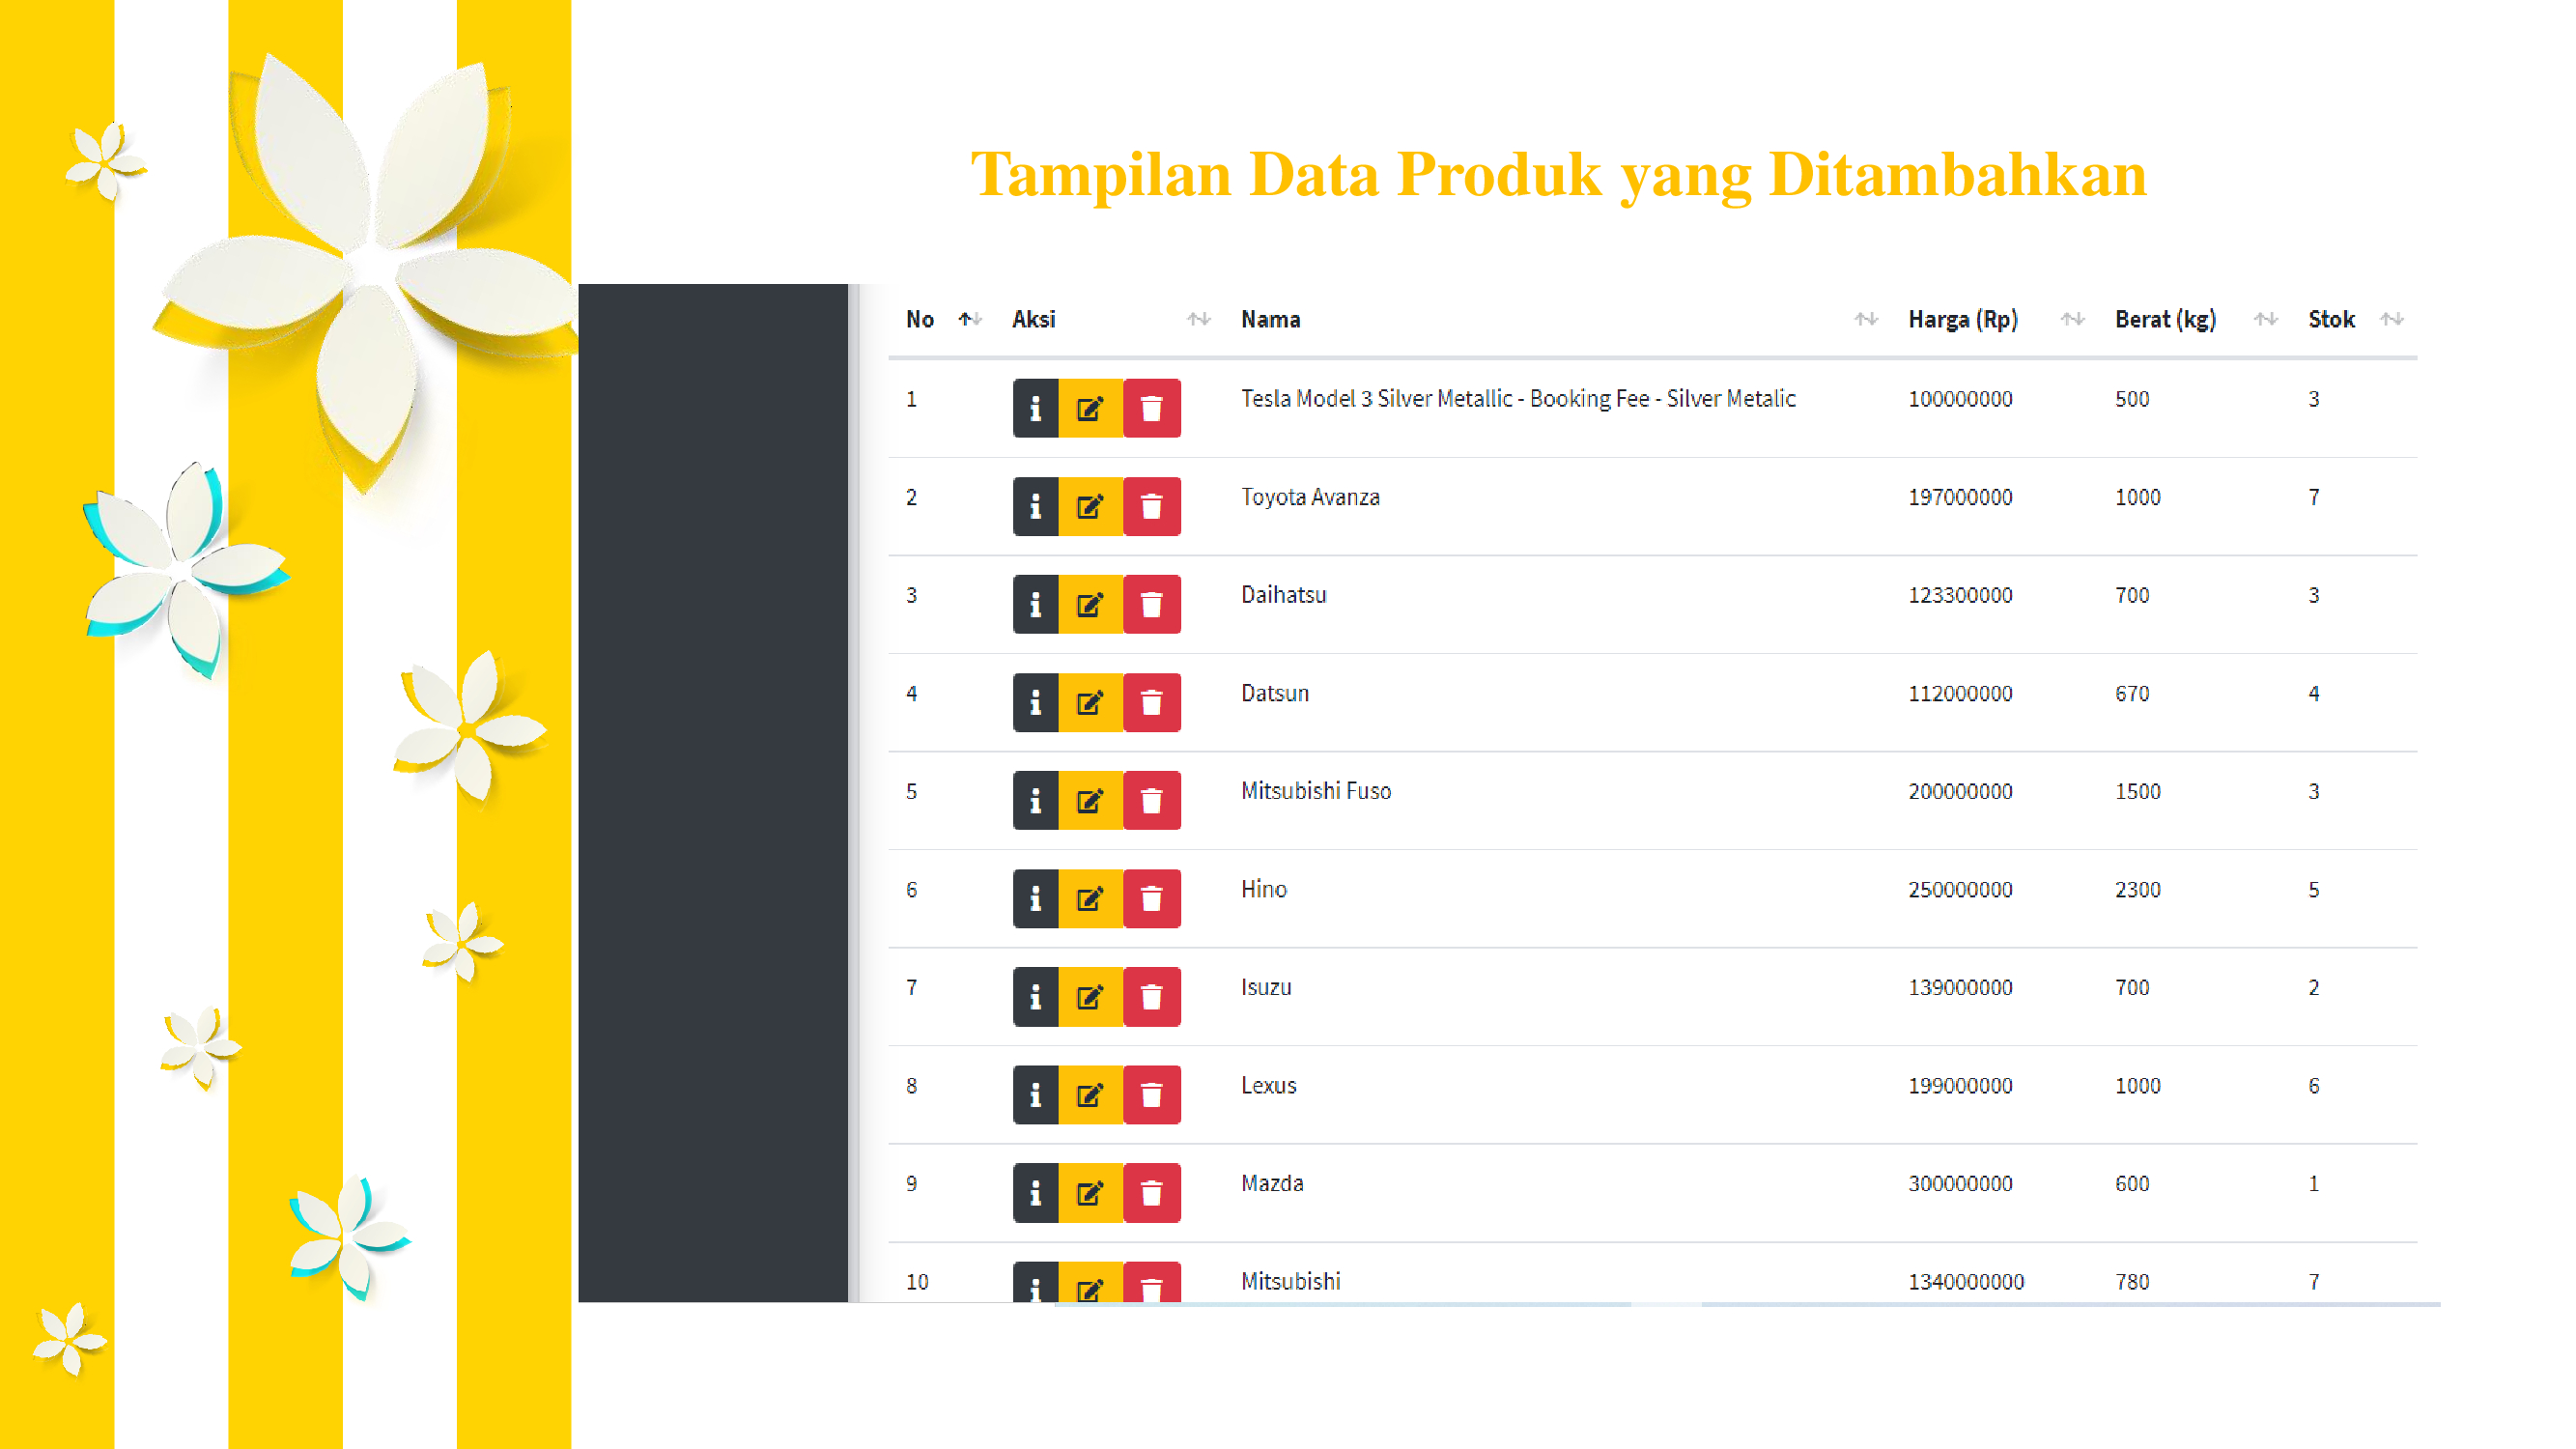 Tampilan Data Produk yang Ditambahkan
No Aksi Nama Harga (Rp) Berat (kg) Stok
1 Tesla Model 3 Silver Metallic - Booking Fee - Silver Metalic 100000000 500 3
2 Toyota Avanza 197000000 1000 7
3 Daihatsu 123300000 700 3
4 Datsun 112000000 670 4
5 Mitsubishi Fuso 200000000 1500 3
6 Hino 250000000 2300 5
7 Isuzu 139000000 700 2
8 Lexus 199000000 1000 6
9 Mazda 300000000 600 1
10 Mitsubishi 1340000000 780 7